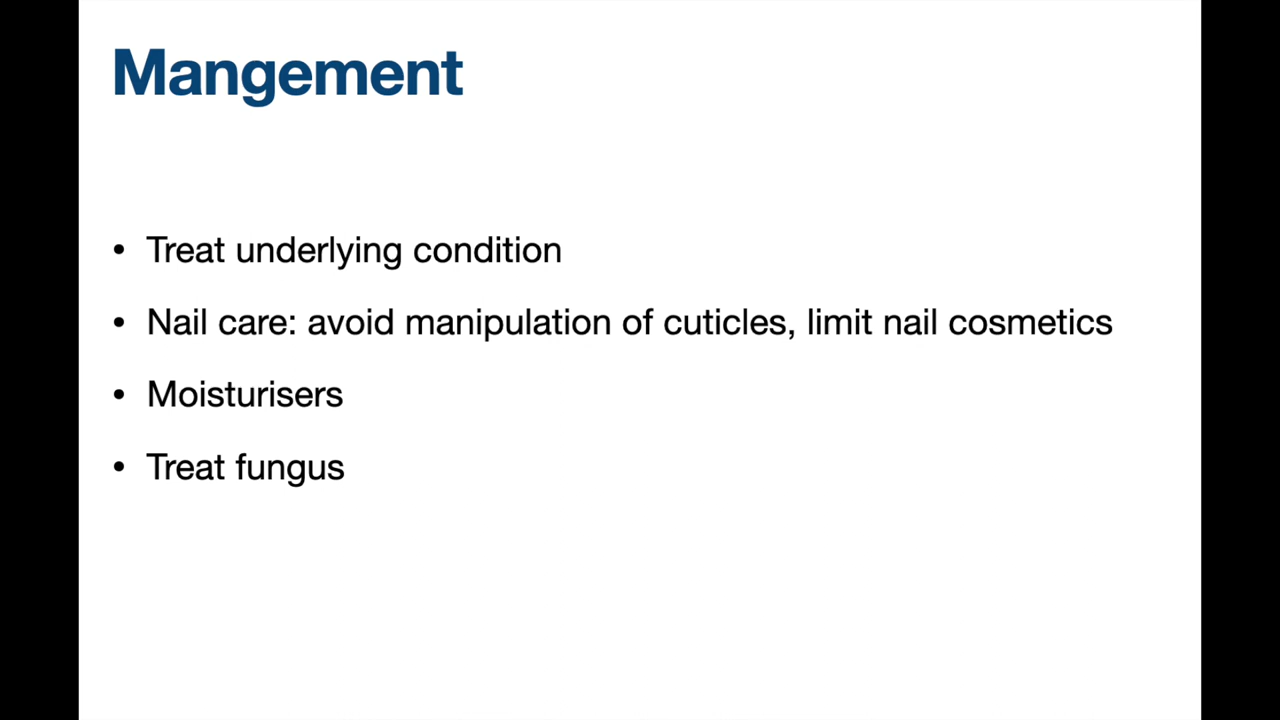 Mangement
• Treat underlying condition
• Nail care: avoid manipulation of cuticles, limit nail cosmetics
• Moisturisers
• Treat fungus